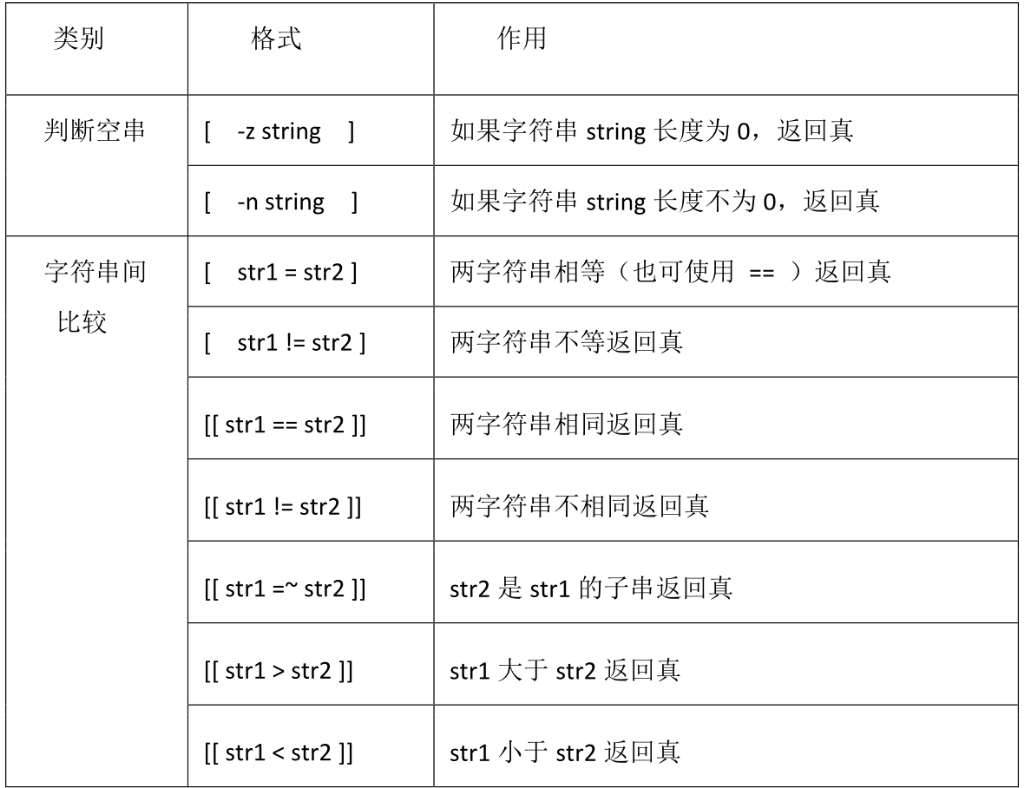 类别 格式 作用
判断空串 [ -z string ] 如果字符串 string 长度为 0，返回真
[ -n string ] 如果字符串 string 长度不为 0，返回真
字符串间 [ str1 = str2 ] 两字符串相等（也可使用 == ）返回真
比较
[ str1 != str2 ] 两字符串不等返回真
[[ str1 == str2 ]] 两字符串相同返回真
[[ str1 != str2 ]] 两字符串不相同返回真
[[ str1 =~ str2 ]] str2 是 str1 的子串返回真
[[ str1 > str2 ]] str1 大于 str2 返回真
[[ str1 < str2 ]] str1 小于 str2 返回真